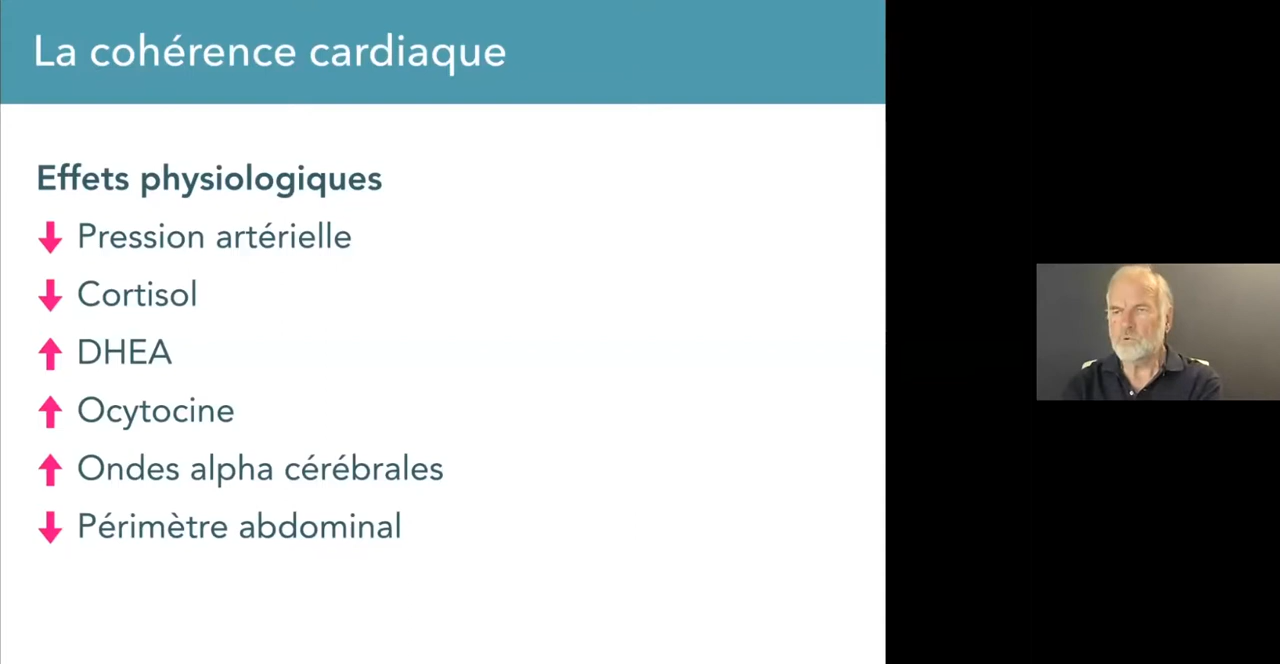 La cohérence cardiaque
Effets physiologiques
Pression artérielle
Cortisol
DHEA
Ocytocine
Ondes alpha cérébrales
Périmètre abdominal